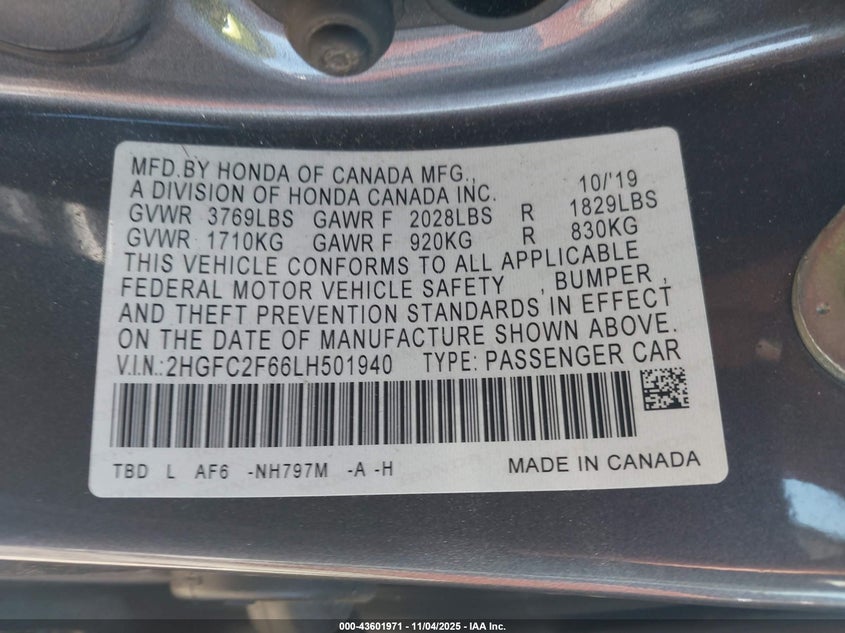 MFD.BY HONDA OF CANADA MFG.,
A DIVISION OF HONDA CANADA INC. 10/'19
GVWR 3769LBS GAWR F 2028LBS R 1829LBS
GVWR 1710KG GAWR F 920KG R 830KG
THIS VEHICLE CONFORMS TO ALL APPLICABLE
FEDERAL MOTOR VEHICLE SAFETY , BUMPER ,
AND THEFT PREVENTION STANDARDS IN EFFECT
ON THE DATE OF MANUFACTURE SHOWN ABOVE.
V.I.N.:2HGFC2F66LH501940 TYPE: PASSENGER CAR
TBD L AF6 -NH797M -A -H MADE IN CANADA
000-43601971 | 11/04/2025 | IAA Inc.